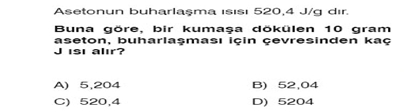 Asetonun buharlaşma ısısı 520,4 J/g dır.
Buna göre, bir kumaşa dökülen 10 gram
aseton, buharlaşması için çevresinden kaç
J ısı alır?
A) 5,204 B) 52,04
C) 520,4 D) 5204